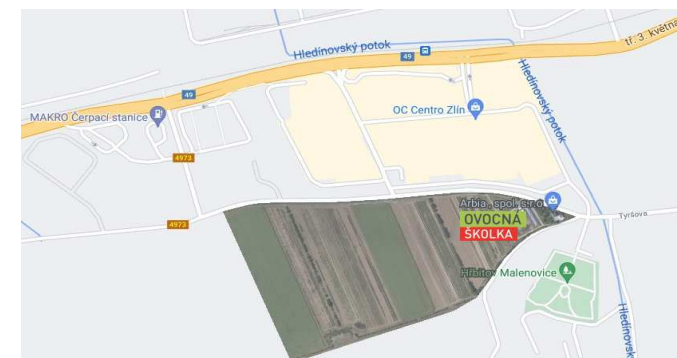 Hledínovský potok
49
tř. 3. května
49
MAKRO Čerpací stanice
OC Centro Zlín
Hledínovský potok
4973
Arbia, spol. s r.o
OVOCNÁ
ŠKOLKA
4973
Tyršova
Hřbitov Malenovice
Hledínovsk